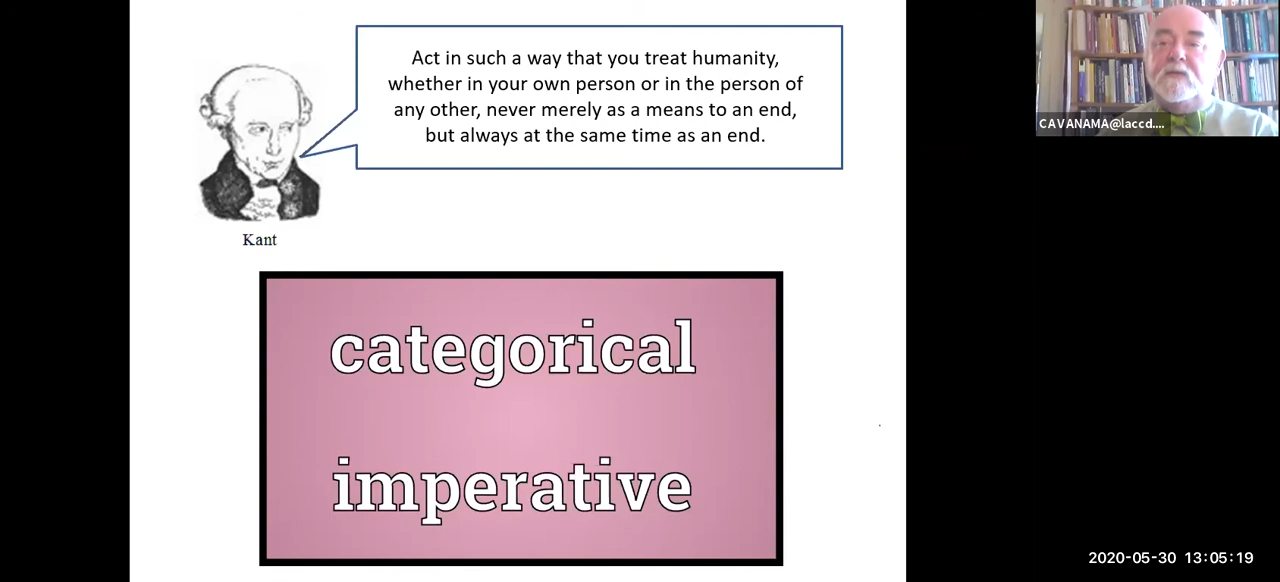 Act in such a way that you treat humanity,
whether in your own person or in the person of
any other, never merely as a means to an end,
but always at the same time as an end.
CAVANAMA@laccd....
Kant
categorical
imperative
2020-05-30 13:05:19